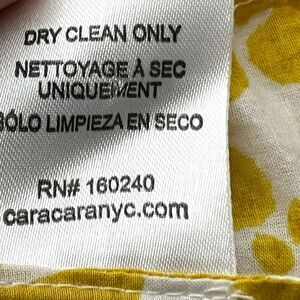 DRY CLEAN ONLY
NETTOYAGE À SEC
UNIQUEMENT
SÓLO LIMPIEZA EN SECO
RN# 160240
caracaranyc.com